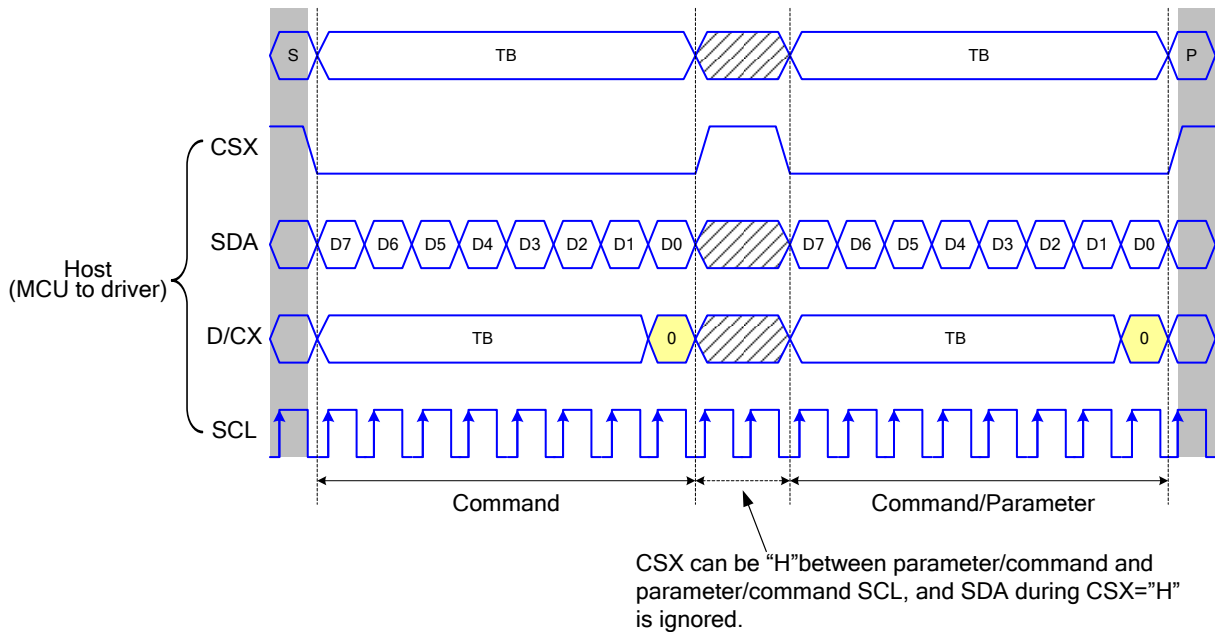 S TB TB P
CSX
SDA D7 D6 D5 D4 D3 D2 D1 D0 D7 D6 D5 D4 D3 D2 D1 D0
Host
(MCU to driver)
D/CX TB 0 TB 0
SCL
Command Command/Parameter
CSX can be “H”between parameter/command and
parameter/command SCL, and SDA during CSX=”H”
is ignored.